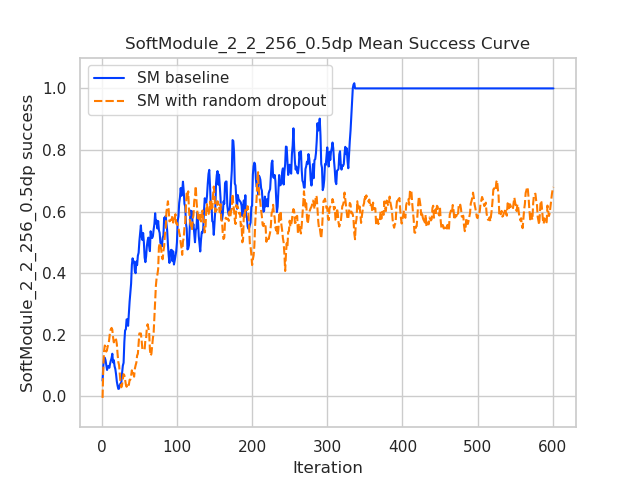 SoftModule_2_2_256_0.5dp Mean Success Curve
SM baseline
SM with random dropout
SoftModule_2_2_256_0.5dp success
1.0
0.8
0.6
0.4
0.2
0.0
0 100 200 300 400 500 600
Iteration